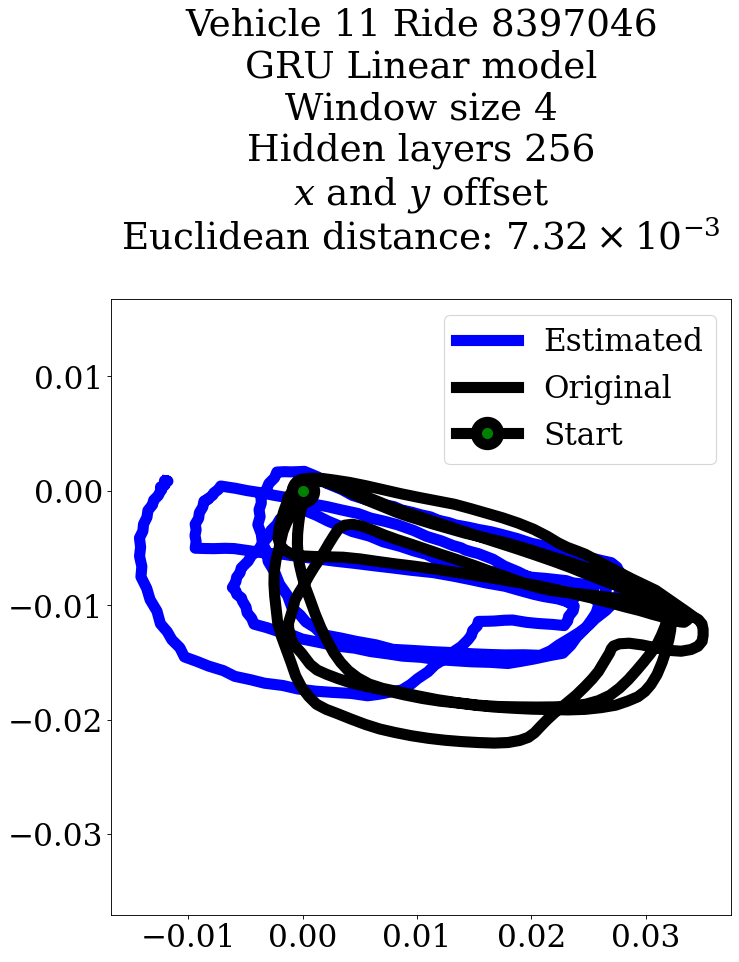 Vehicle 11 Ride 8397046
GRU Linear model
Window size 4
Hidden layers 256
x and y offset
Euclidean distance: 7.32 × 10⁻³
Estimated
Original
Start
0.01
0.00
−0.01
−0.02
−0.03
−0.01 0.00 0.01 0.02 0.03